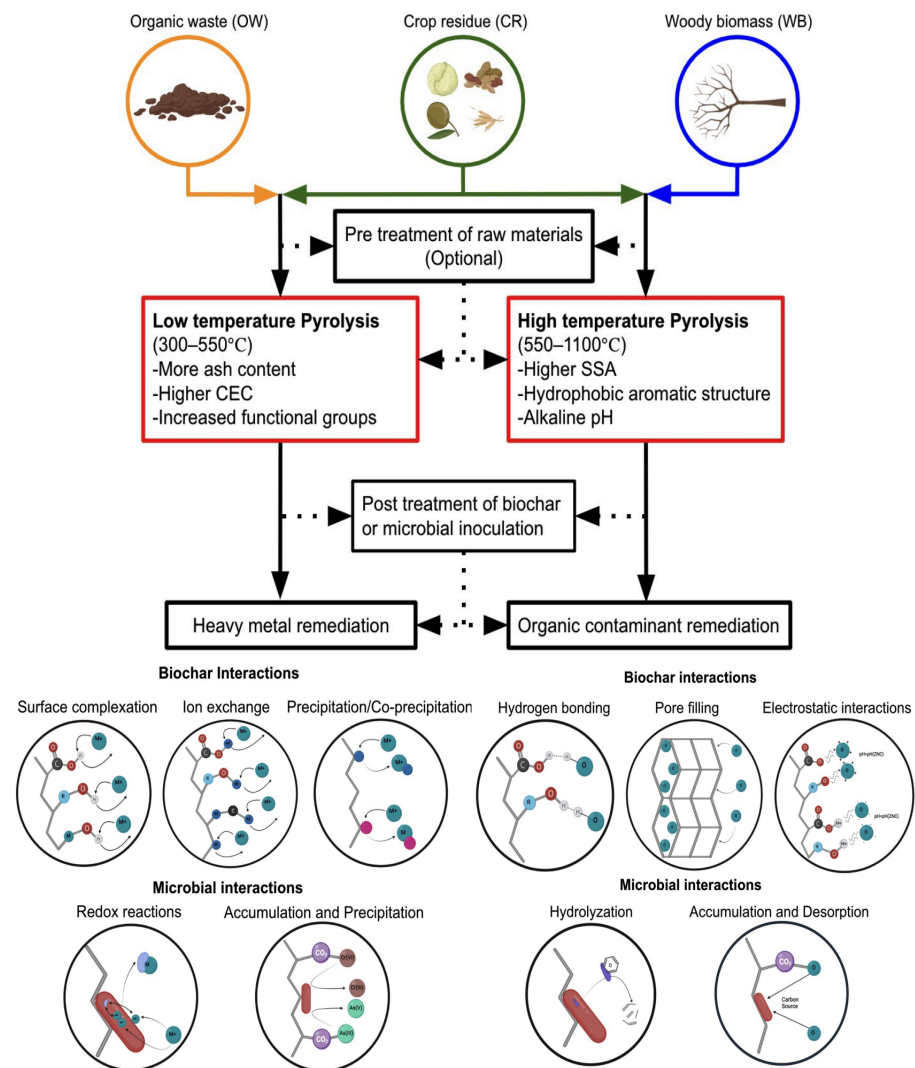 Organic waste (OW)
Crop residue (CR)
Woody biomass (WB)
Pre treatment of raw materials
(Optional)
Low temperature Pyrolysis
(300–550°C)
-More ash content
-Higher CEC
-Increased functional groups
High temperature Pyrolysis
(550–1100°C)
-Higher SSA
-Hydrophobic aromatic structure
-Alkaline pH
Post treatment of biochar
or microbial inoculation
Heavy metal remediation
Organic contaminant remediation
Biochar Interactions
Biochar interactions
Surface complexation
Ion exchange
Precipitation/Co-precipitation
Hydrogen bonding
Pore filling
Electrostatic interactions
O
M+
C
O
H
R
O
H
M+
M
O
H
M+
O
M+
C
O
M
R
O
M+
C
M+
M+
M+
M
M+
M
O
C
O
H
H
O
R
O
H
H
O
Microbial interactions
Microbial interactions
Redox reactions
Accumulation and Precipitation
Hydrolyzation
Accumulation and Desorption
M
M+
CO3
Cr(VI)
Cr(III)
As(V)
CO3
As(III)
CO3
O
Carbon
Source
O